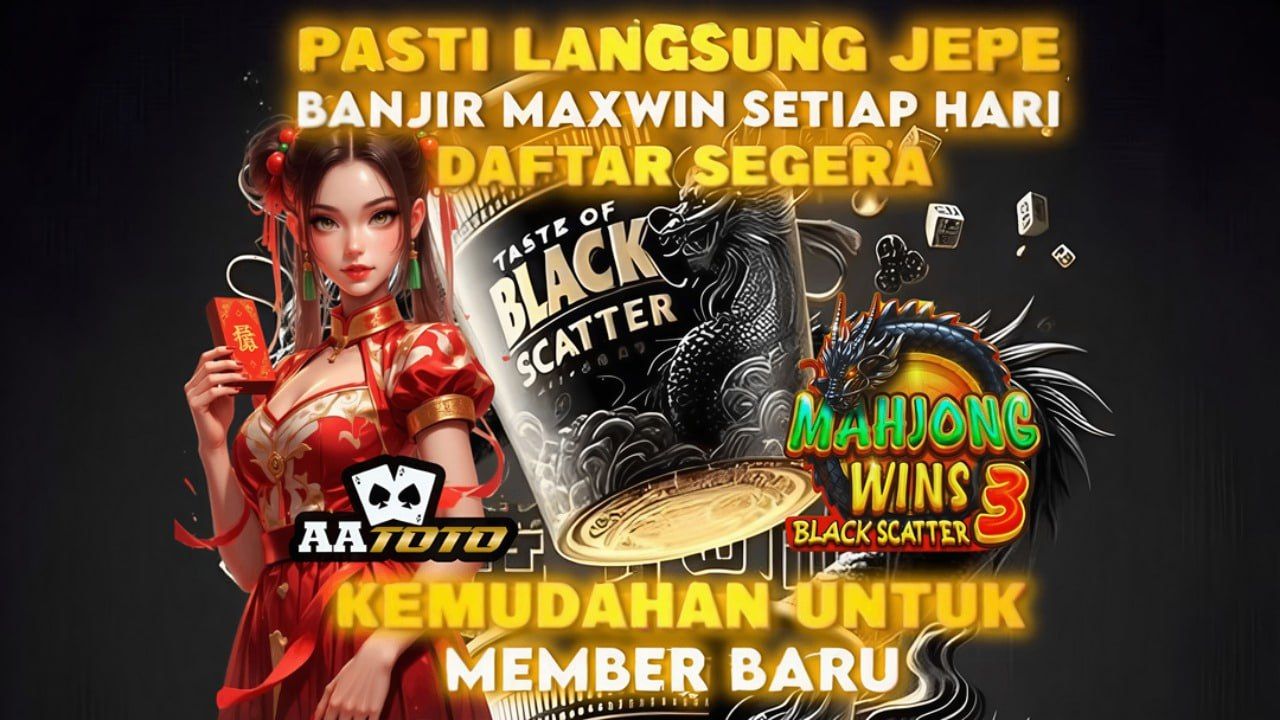 PASTI LANGSUNG JEPE
BANJIR MAXWIN SETIAP HARI
DAFTAR SEGERA
TASTE OF
BLACK
SCATTER
MAHJONG
WINS 3
BLACK SCATTER
AATOTO
KEMUDAHAN UNTUK
MEMBER BARU